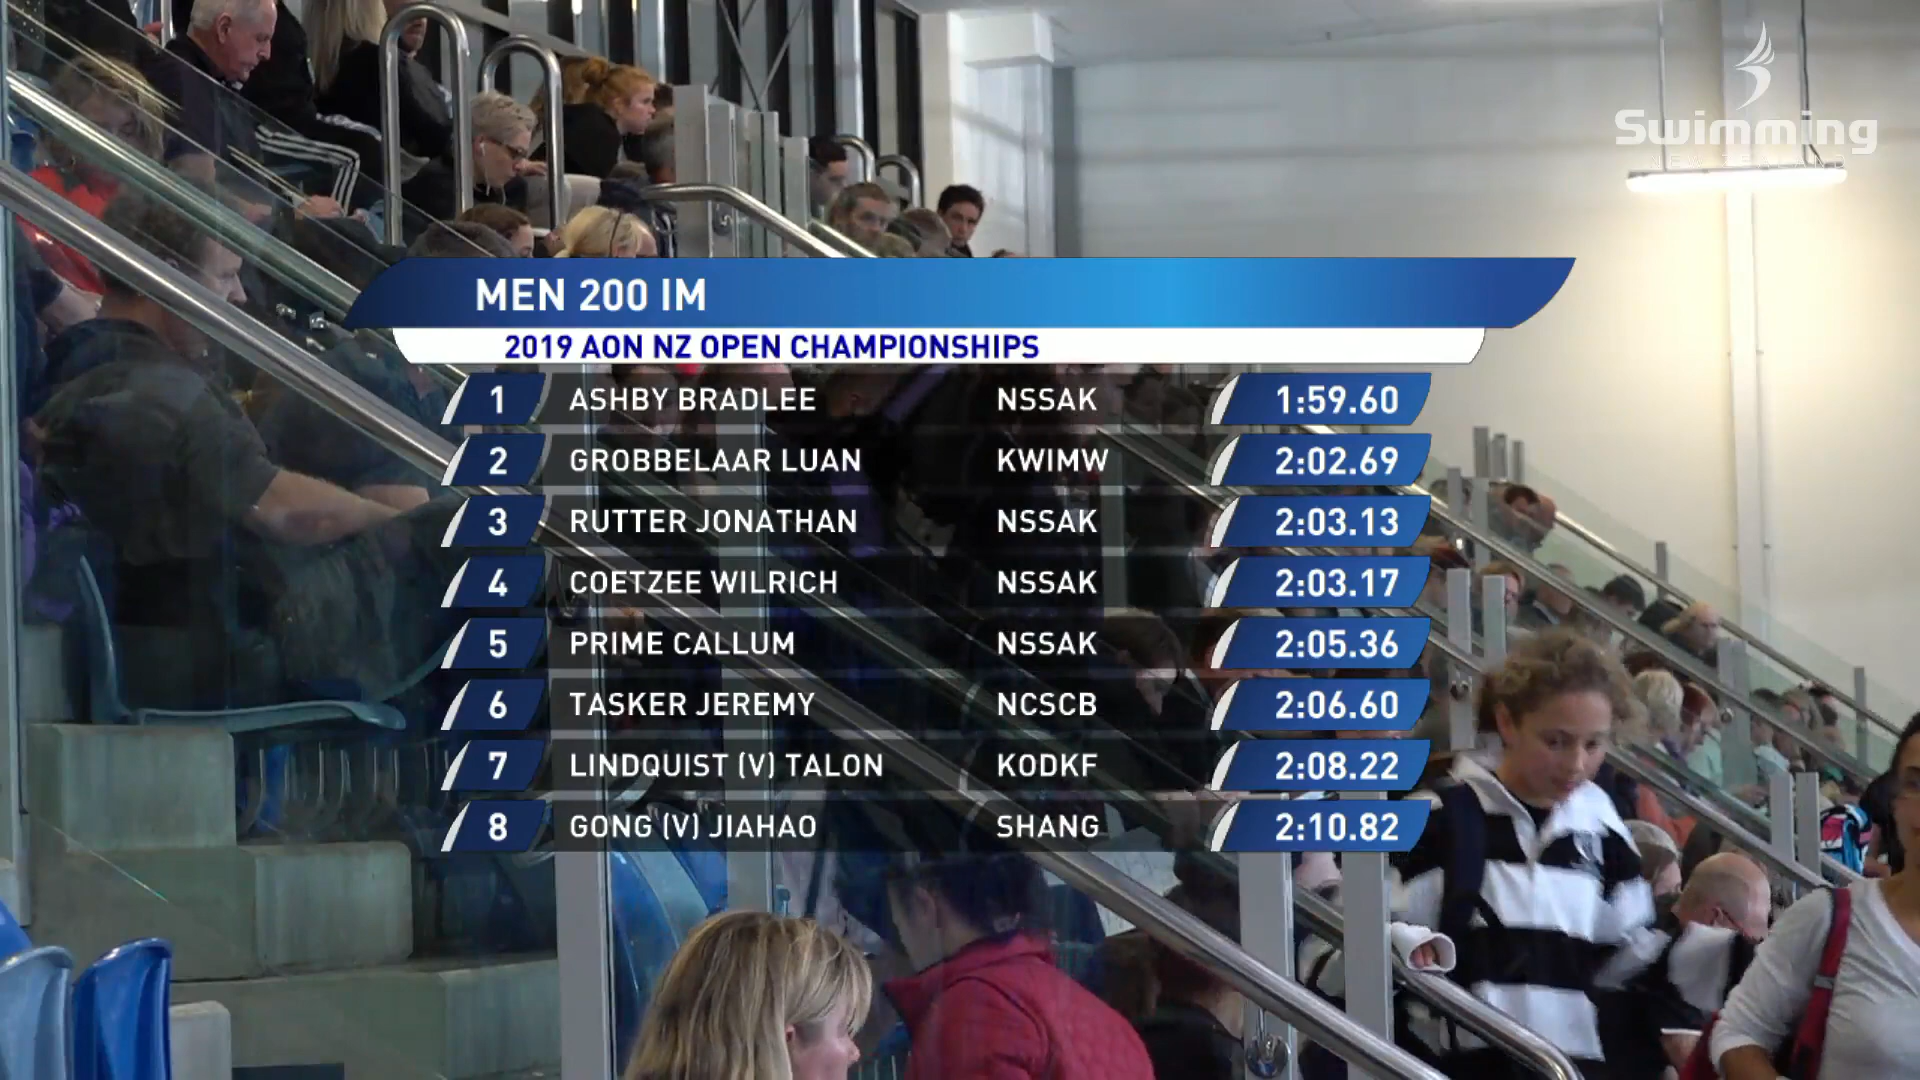 Swimming
NEW ZEALAND
MEN 200 IM
2019 AON NZ OPEN CHAMPIONSHIPS
1 ASHBY BRADLEE NSSAK 1:59.60
2 GROBBELAAR LUAN KWIMW 2:02.69
3 RUTTER JONATHAN NSSAK 2:03.13
4 COETZEE WILRICH NSSAK 2:03.17
5 PRIME CALLUM NSSAK 2:05.36
6 TASKER JEREMY NCSCB 2:06.60
7 LINDQUIST (V) TALON KODKF 2:08.22
8 GONG (V) JIAHAO SHANG 2:10.82